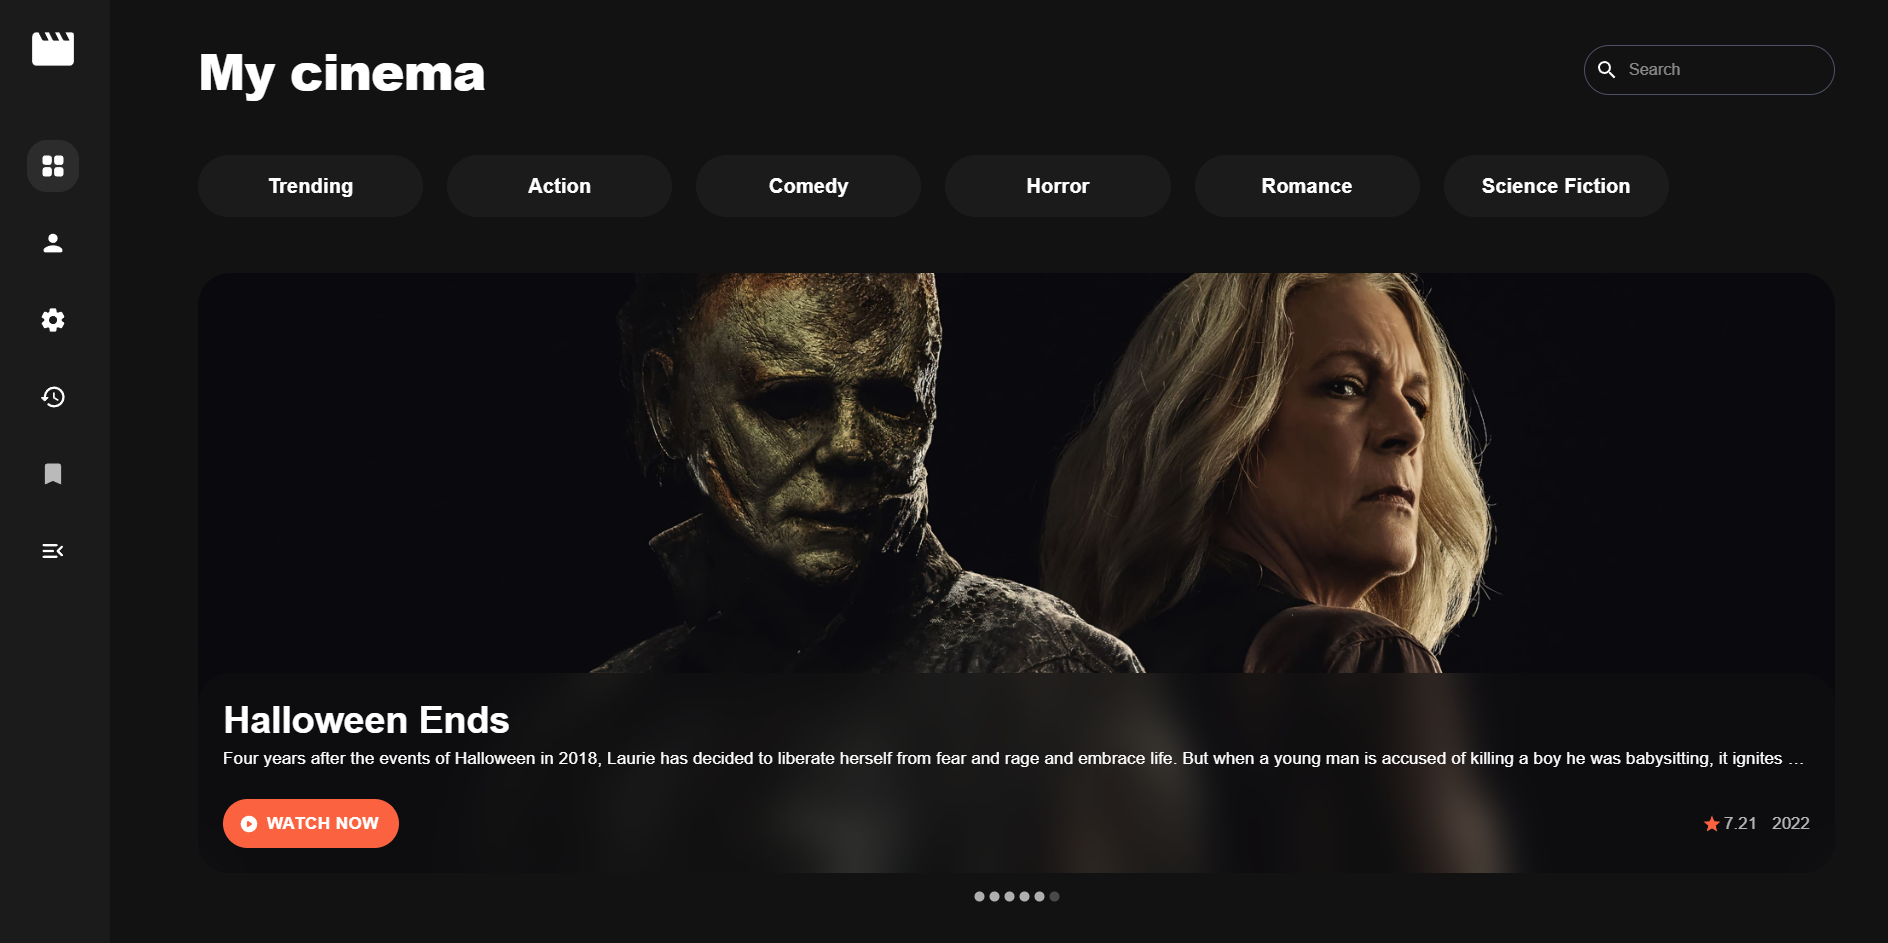 My cinema
Search
Trending
Action
Comedy
Horror
Romance
Science Fiction
Halloween Ends
Four years after the events of Halloween in 2018, Laurie has decided to liberate herself from fear and rage and embrace life. But when a young man is accused of killing a boy he was babysitting, it ignites ...
WATCH NOW
7.21 2022